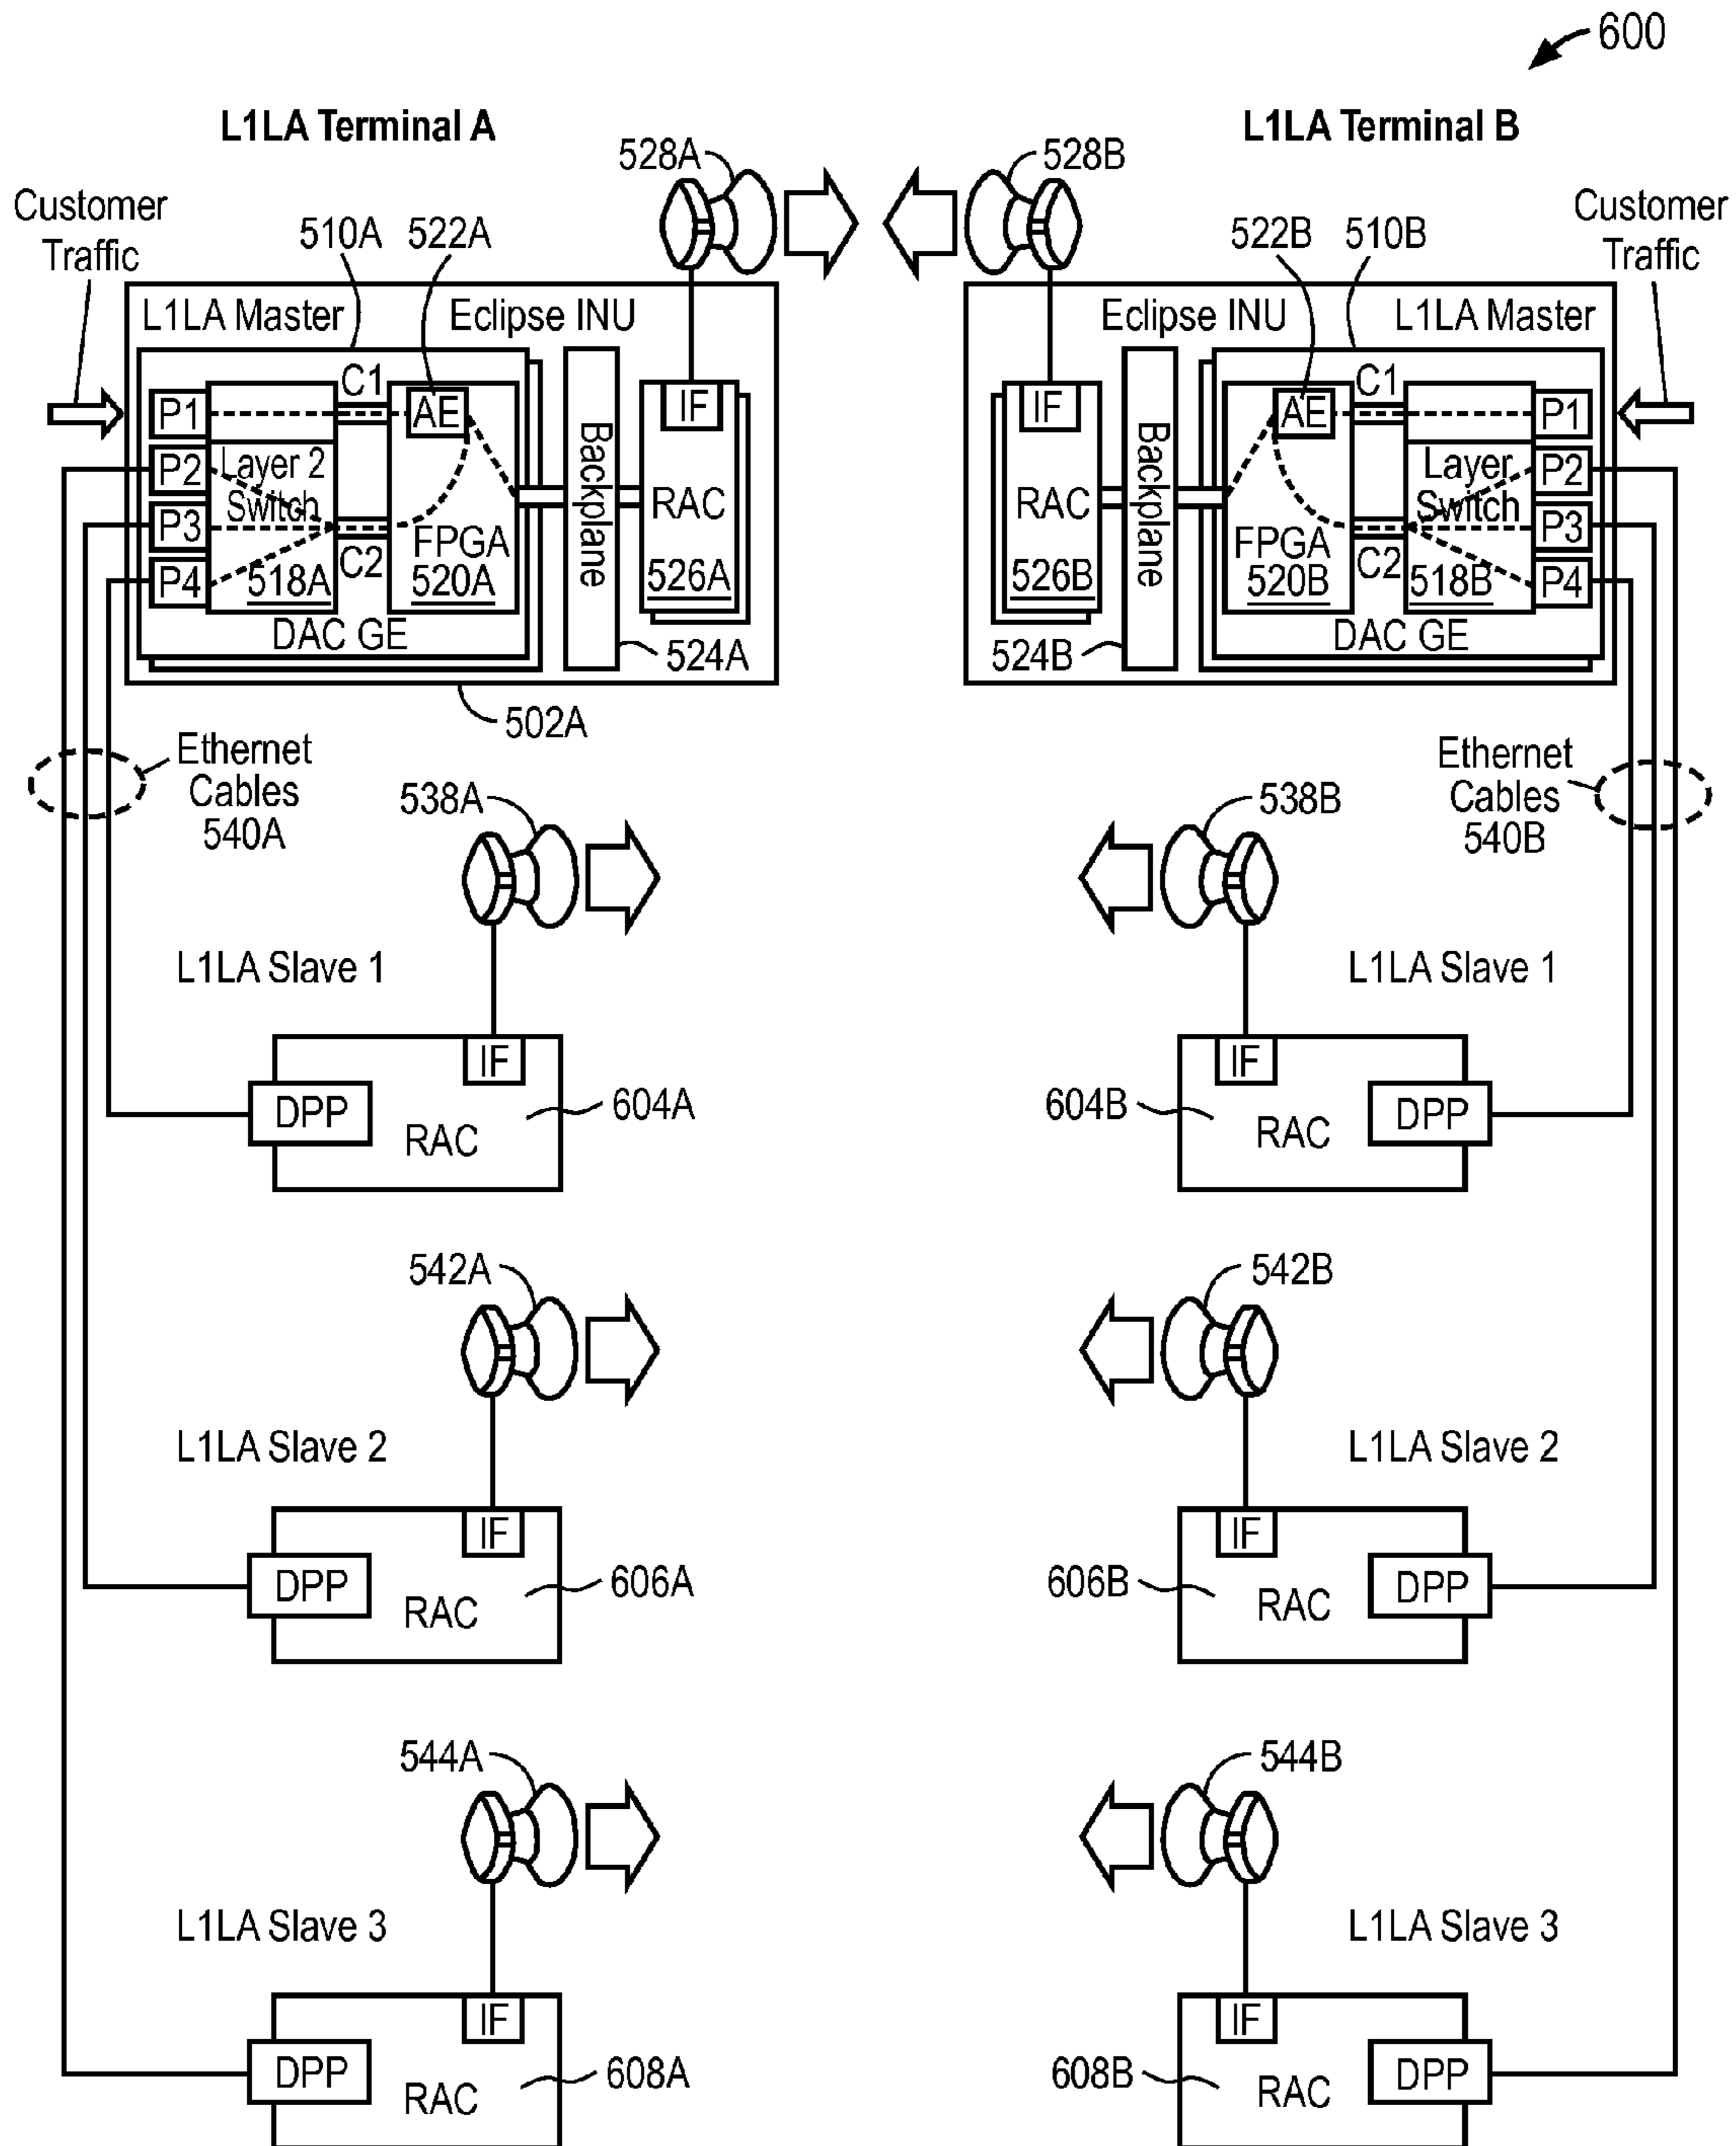 600
L1LA Terminal A
L1LA Terminal B
528A
528B
Customer
Traffic
510A
522A
522B
510B
Customer
Traffic
L1LA Master
Eclipse INU
Eclipse INU
L1LA Master
P1
C1
AE
IF
IF
AE
C1
P1
P2
Layer 2
Switch
Backplane
Backplane
Layer
Switch
P2
P3
FPGA
520A
RAC
526A
RAC
526B
FPGA
520B
P3
P4
518A
C2
C2
518B
P4
DAC GE
524A
524B
DAC GE
502A
Ethernet
Cables
540A
Ethernet
Cables
540B
538A
538B
L1LA Slave 1
L1LA Slave 1
IF
IF
DPP
RAC
604A
604B
RAC
DPP
542A
542B
L1LA Slave 2
L1LA Slave 2
IF
IF
DPP
RAC
606A
606B
RAC
DPP
544A
544B
L1LA Slave 3
L1LA Slave 3
IF
IF
DPP
RAC
608A
608B
RAC
DPP